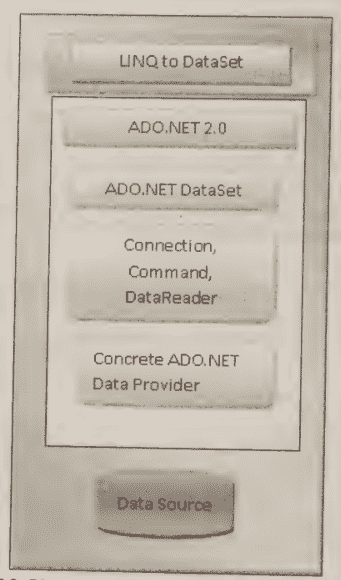 LINQ to DataSet
ADO.NET 2.0
ADO.NET DataSet
Connection,
Command,
DataReader
Concrete ADO.NET
Data Provider
Data Source